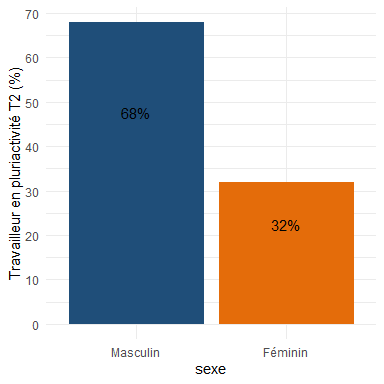 Travailleur en pluriactivité T2 (%)
70
60
50
40
30
20
10
0
68%
32%
Masculin
Féminin
sexe